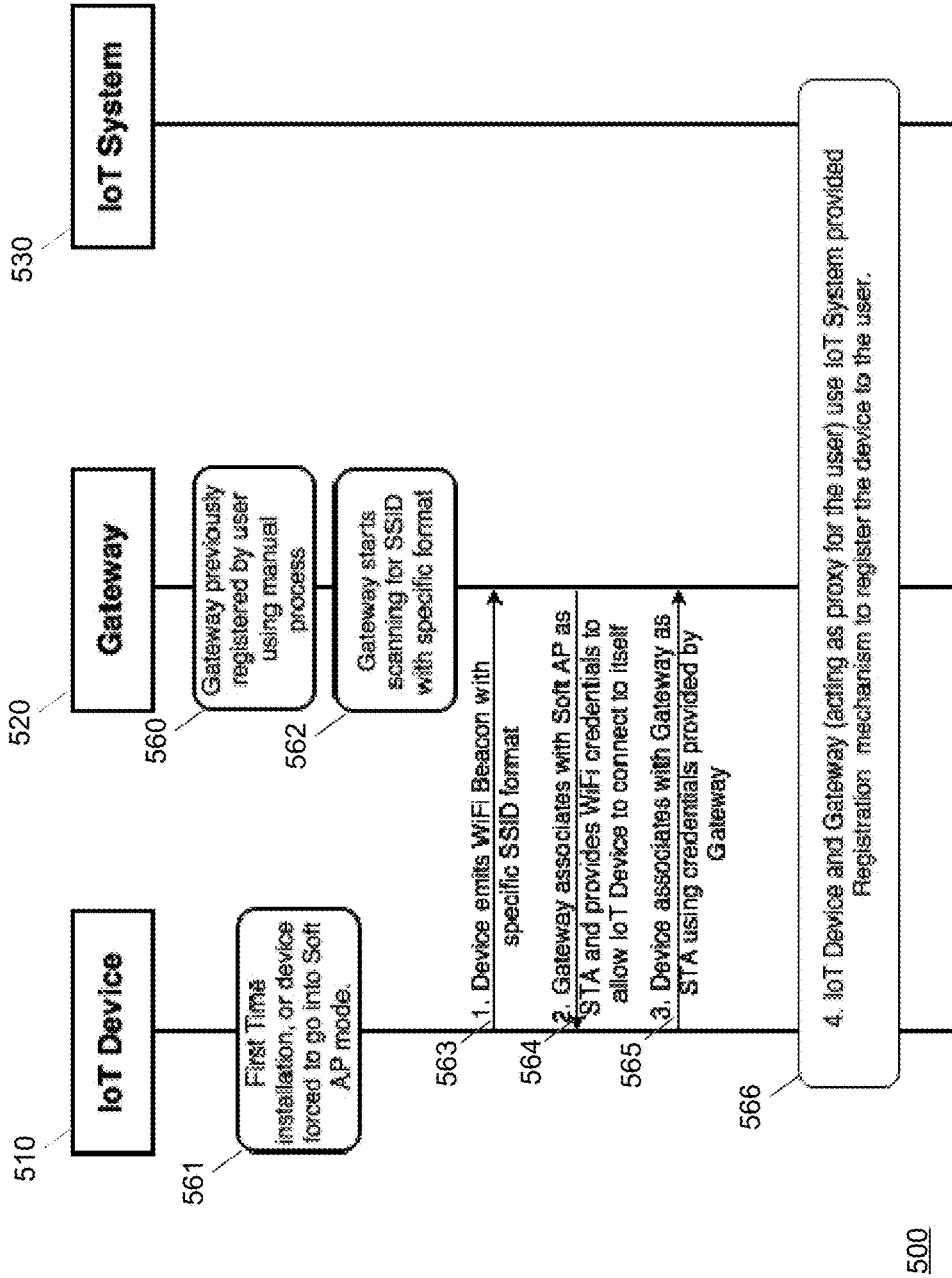 510
IoT Device
520
Gateway
530
IoT System
560
Gateway previously
registered by user
using manual
process
561
First Time
installation, or device
forced to go into Soft
AP mode.
562
Gateway starts
scanning for SSID
with specific format
563
1. Device emits WiFi Beacon with
specific SSID format
564
2. Gateway associates with Soft AP as
STA and provides WiFi credentials to
allow IoT Device to connect to itself
565
3. Device associates with Gateway as
STA using credentials provided by
Gateway
566
4. IoT Device and Gateway (acting as proxy for the user) use IoT System provided
Registration mechanism to register the device to the user.
500